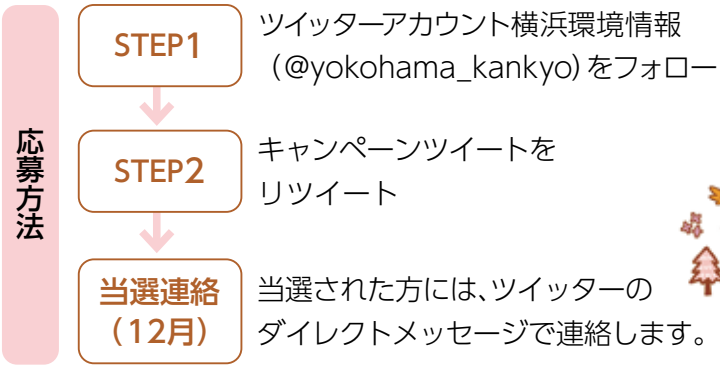 応募方法
STEP1
ツイッターアカウント横浜環境情報
(@yokohama_kankyo)をフォロー
STEP2
キャンペーンツイートを
リツイート
当選連絡
(12月)
当選された方には、ツイッターの
ダイレクトメッセージで連絡します。